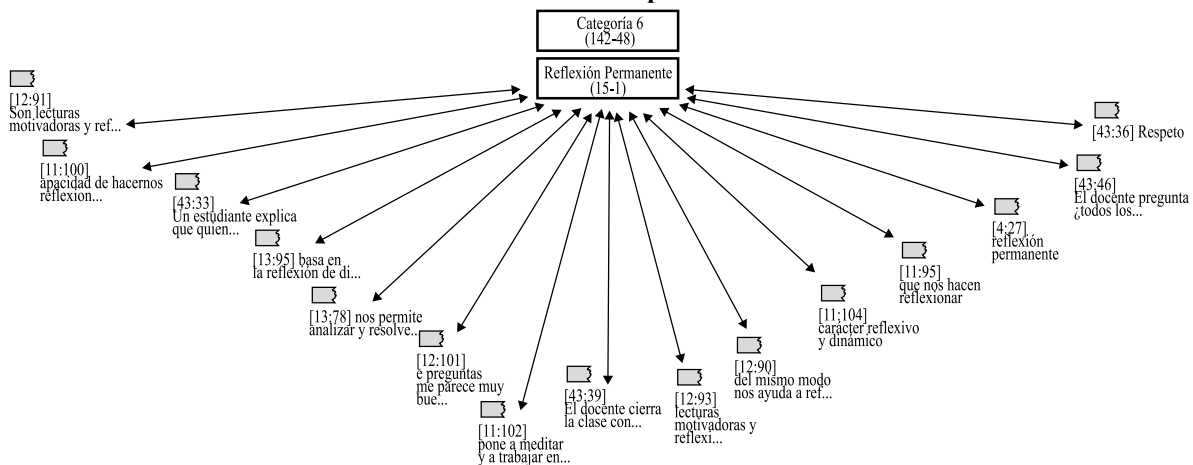 Categoría 6
(142-48)
Reflexión Permanente
(15-1)
[12:91]
Son lecturas
motivadoras y ref...
[11:100]
apacidad de hacernos
reflexión...
[43:33]
Un estudiante explica
que quien...
[13:95] basa en
la reflexión de di...
[13:78] nos permite
analizar y resolve...
[12:101]
e preguntas
me parece muy
bue...
[11:102]
pone a meditar
y a trabajar en...
[43:39]
El docente cierra
la clase con...
[12:93]
lecturas
motivadoras y
reflexi...
[12:90]
del mismo modo
nos ayuda a ref...
[11:104]
carácter reflexivo
y dinámico
[11:95]
que nos hacen
reflexionar
[4:27]
reflexión
permanente
[43:46]
El docente pregunta
¿todos los...
[43:36] Respeto